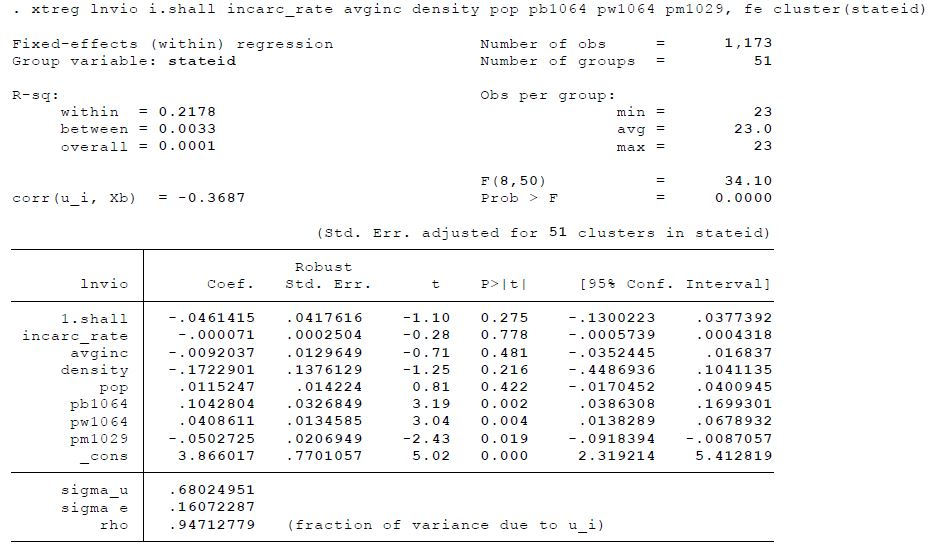 . xtreg lnvio i.shall incarc_rate avginc density pop pb1064 pw1064 pm1029, fe cluster(stateid)
Fixed-effects (within) regression Number of obs = 1,173
Group variable: stateid Number of groups = 51
R-sq: Obs per group:
within = 0.2178 min = 23
between = 0.0033 avg = 23.0
overall = 0.0001 max = 23
F(8,50) = 34.10
corr(u_i, Xb) = -0.3687 Prob > F = 0.0000
(Std. Err. adjusted for 51 clusters in stateid)
Robust
lnvio Coef. Std. Err. t P>|t| [95% Conf. Interval]
1.shall -.0461415 .0417616 -1.10 0.275 -.1300223 .0377392
incarc_rate -.000071 .0002504 -0.28 0.778 -.0005739 .0004318
avginc -.0092037 .0129649 -0.71 0.481 -.0352445 .016837
density -.1722901 .1376129 -1.25 0.216 -.4486936 .1041135
pop .0115247 .014224 0.81 0.422 -.0170452 .0400945
pb1064 .1042804 .0326849 3.19 0.002 .0386308 .1699301
pw1064 .0408611 .0134585 3.04 0.004 .0138289 .0678932
pm1029 -.0502725 .0206949 -2.43 0.019 -.0918394 -.0087057
_cons 3.866017 .7701057 5.02 0.000 2.319214 5.412819
sigma_u .68024951
sigma e .16072287
rho .94712779 (fraction of variance due to u_i)